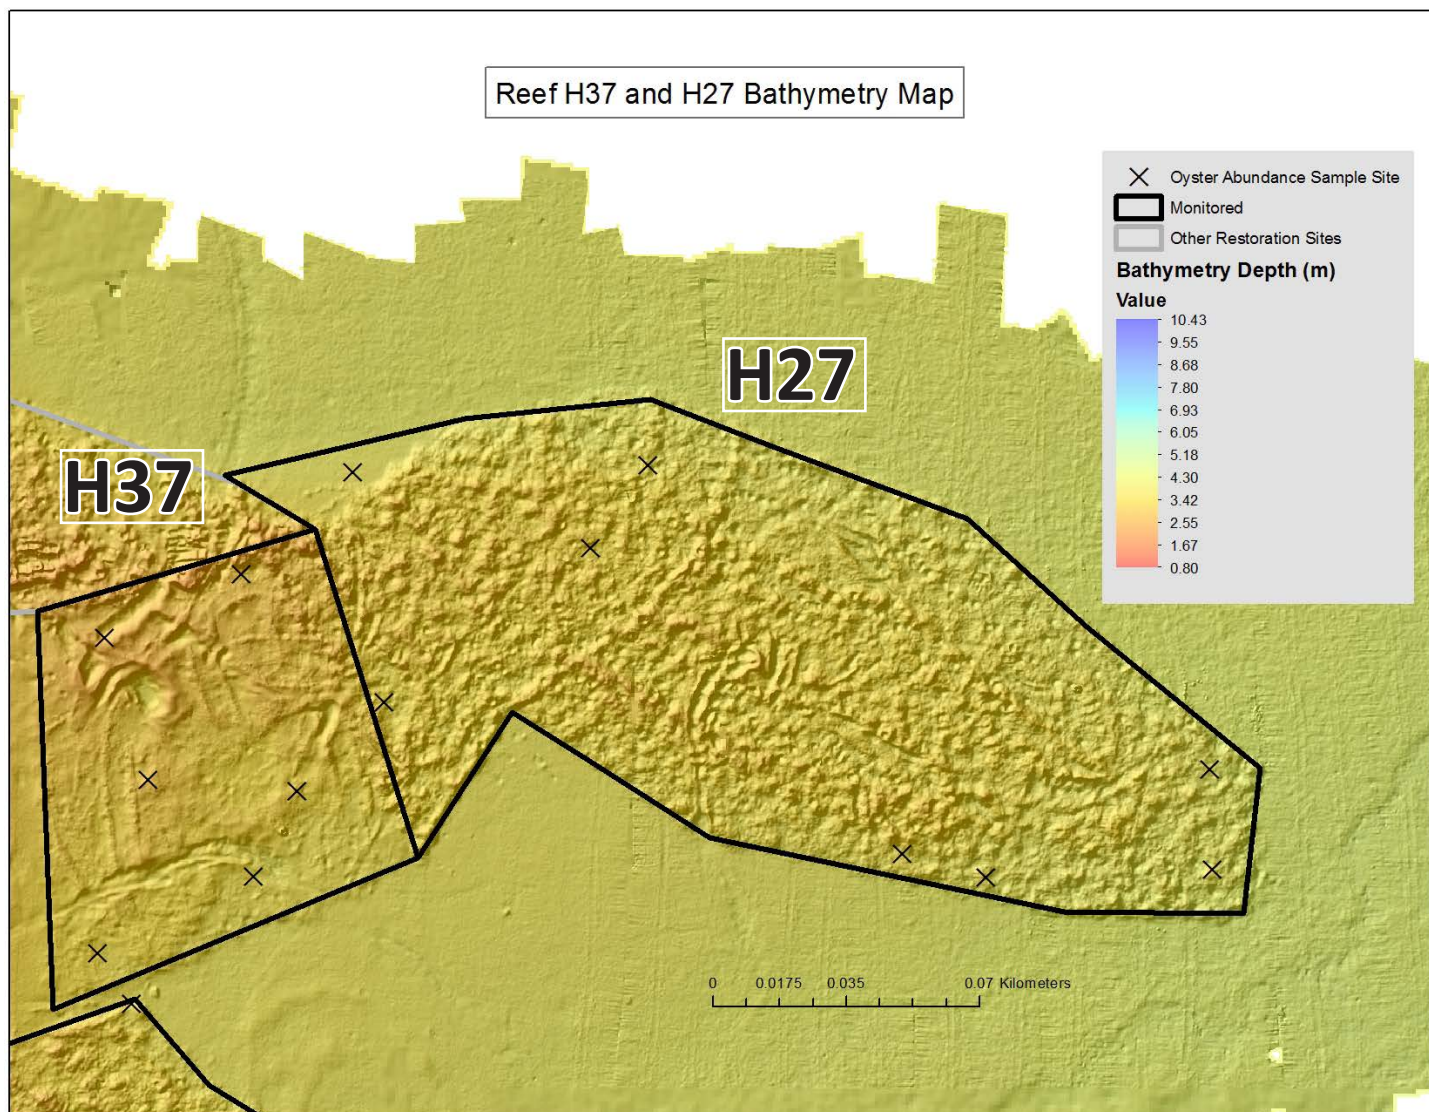 Reef H37 and H27 Bathymetry Map
Oyster Abundance Sample Site
Monitored
Other Restoration Sites
Bathymetry Depth (m)
Value
10.43
9.55
8.68
7.80
6.93
6.05
5.18
4.30
3.42
2.55
1.67
0.80
H27
H37
0 0.0175 0.035 0.07 Kilometers